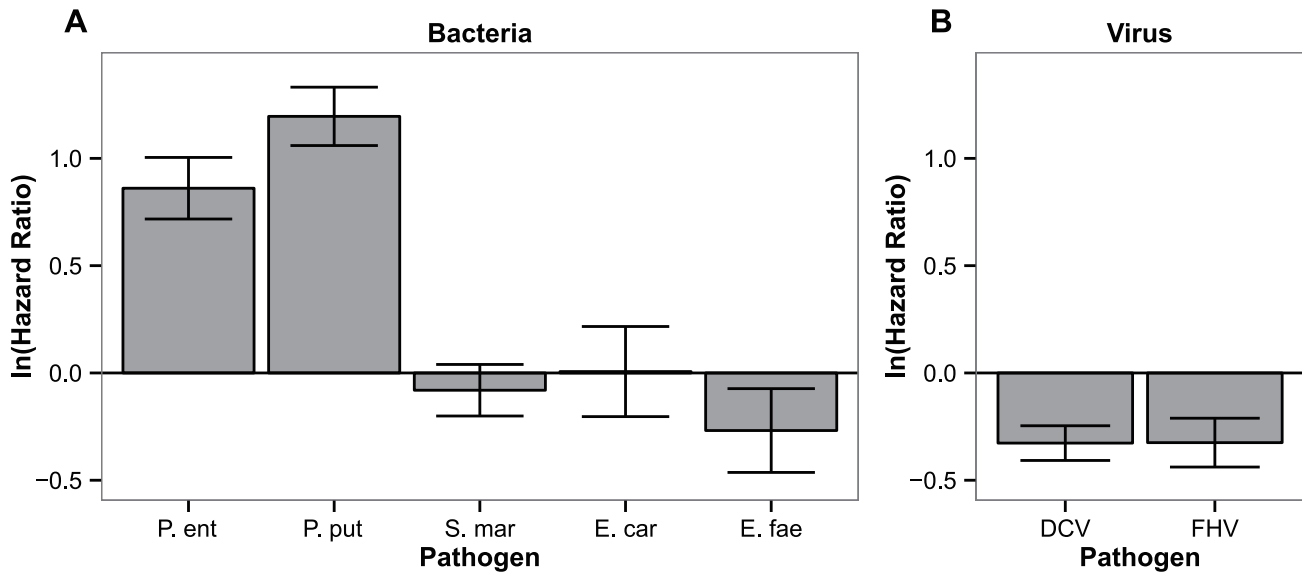 A
Bacteria
ln(Hazard Ratio)
1.0
0.5
0.0
−0.5
P. ent P. put S. mar E. car E. fae
Pathogen
B
Virus
ln(Hazard Ratio)
1.0
0.5
0.0
−0.5
DCV FHV
Pathogen